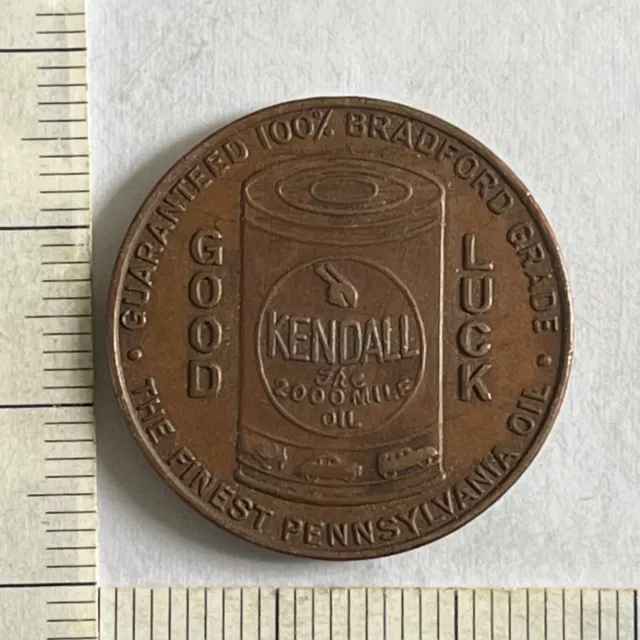 • GUARANTEED 100% BRADFORD GRADE •
THE FINEST PENNSYLVANIA OIL
GOOD
LUCK
KENDALL
The
2000 MILE
OIL